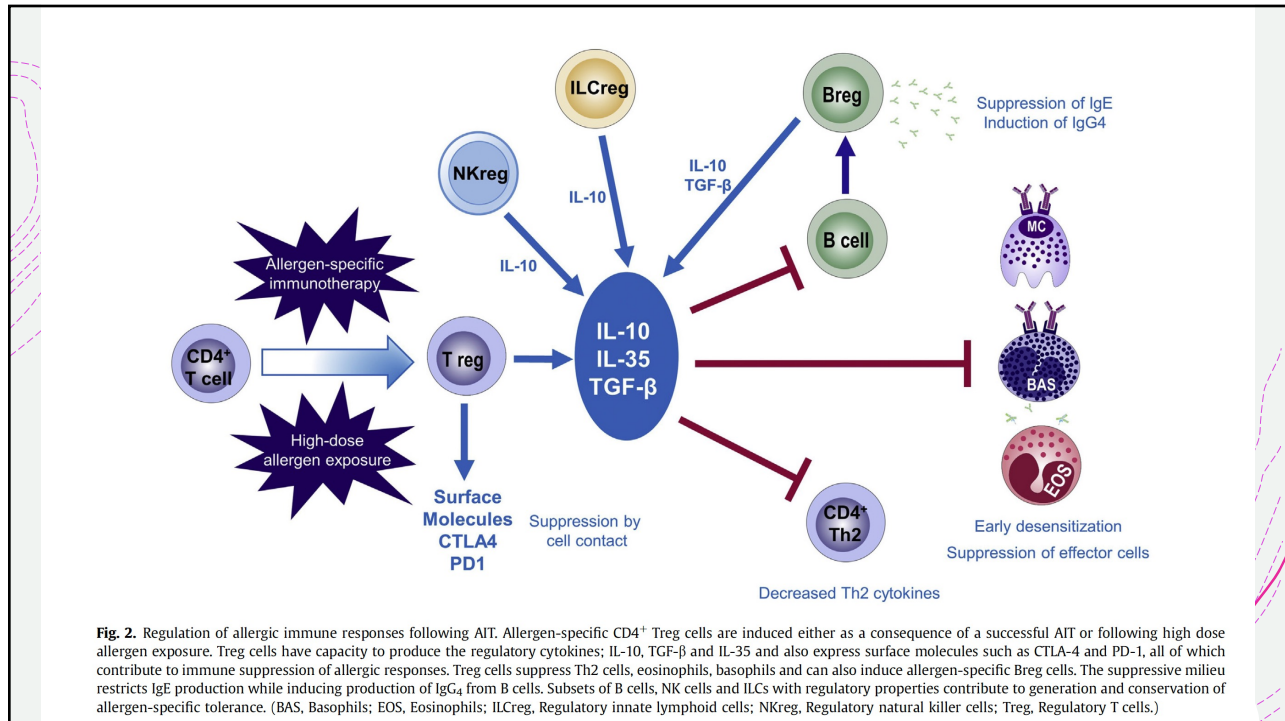 ILCreg
Breg
Suppression of IgE
Induction of IgG4
NKreg
IL-10
TGF-β
IL-10
B cell
MC
IL-10
Allergen-specific
immunotherapy
CD4+
T cell
T reg
IL-10
IL-35
TGF-β
BAS
High-dose
allergen exposure
EOS
Surface
Molecules
CTLA4
PD1
Suppression by
cell contact
CD4+
Th2
Early desensitization
Suppression of effector cells
Decreased Th2 cytokines
Fig. 2. Regulation of allergic immune responses following AIT. Allergen-specific CD4+ Treg cells are induced either as a consequence of a successful AIT or following high dose
allergen exposure. Treg cells have capacity to produce the regulatory cytokines; IL-10, TGF-β and IL-35 and also express surface molecules such as CTLA-4 and PD-1, all of which
contribute to immune suppression of allergic responses. Treg cells suppress Th2 cells, eosinophils, basophils and can also induce allergen-specific Breg cells. The suppressive milieu
restricts IgE production while inducing production of IgG4 from B cells. Subsets of B cells, NK cells and ILCs with regulatory properties contribute to generation and conservation of
allergen-specific tolerance. (BAS, Basophils; EOS, Eosinophils; ILCreg, Regulatory innate lymphoid cells; NKreg, Regulatory natural killer cells; Treg, Regulatory T cells.)